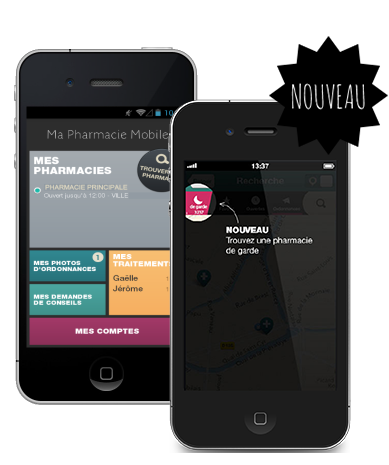 NOUVEAU
Ma Pharmacie Mobile
MES
PHARMACIES
TROUVER
PHARMA
PHARMACIE PRINCIPALE
Ouvert jusqu'à 12:00 - VILLE
MES PHOTOS
D'ORDONNANCES
1
MES
TRAITEMENT
Gaëlle
Jérôme
MES DEMANDES
DE CONSEILS
MES COMPTES
13:37
Recherche
de garde
3237
NOUVEAU
Trouvez une pharmacie
de garde